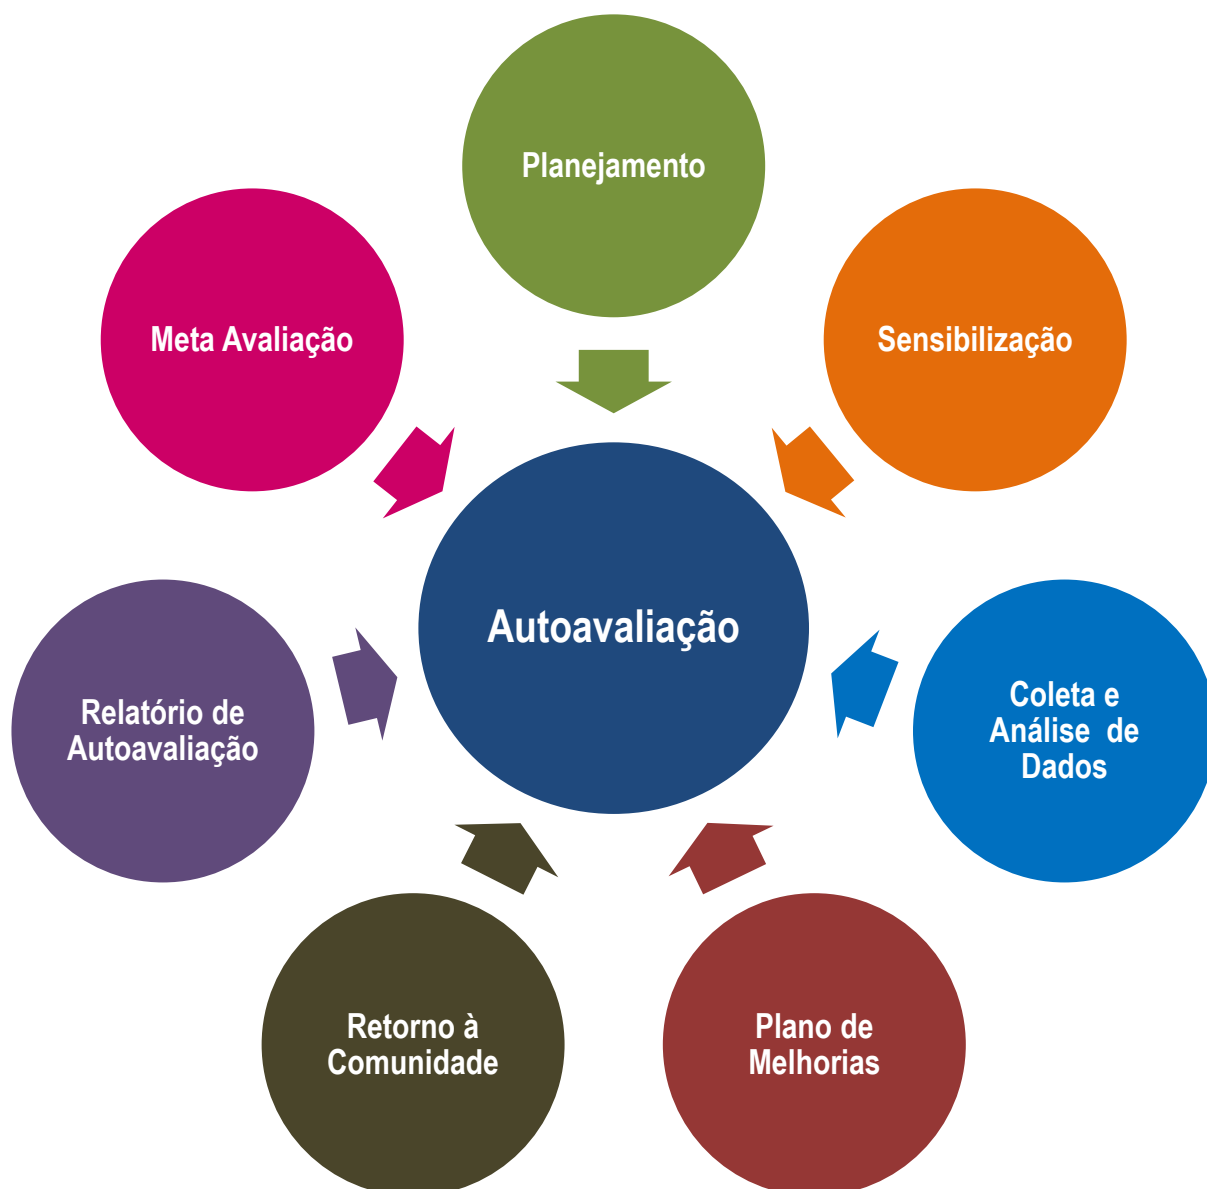 Planejamento
Meta Avaliação
Sensibilização
Autoavaliação
Coleta e
Análise  de
Dados
Relatório de
Autoavaliação
Retorno à
Comunidade
Plano de
Melhorias